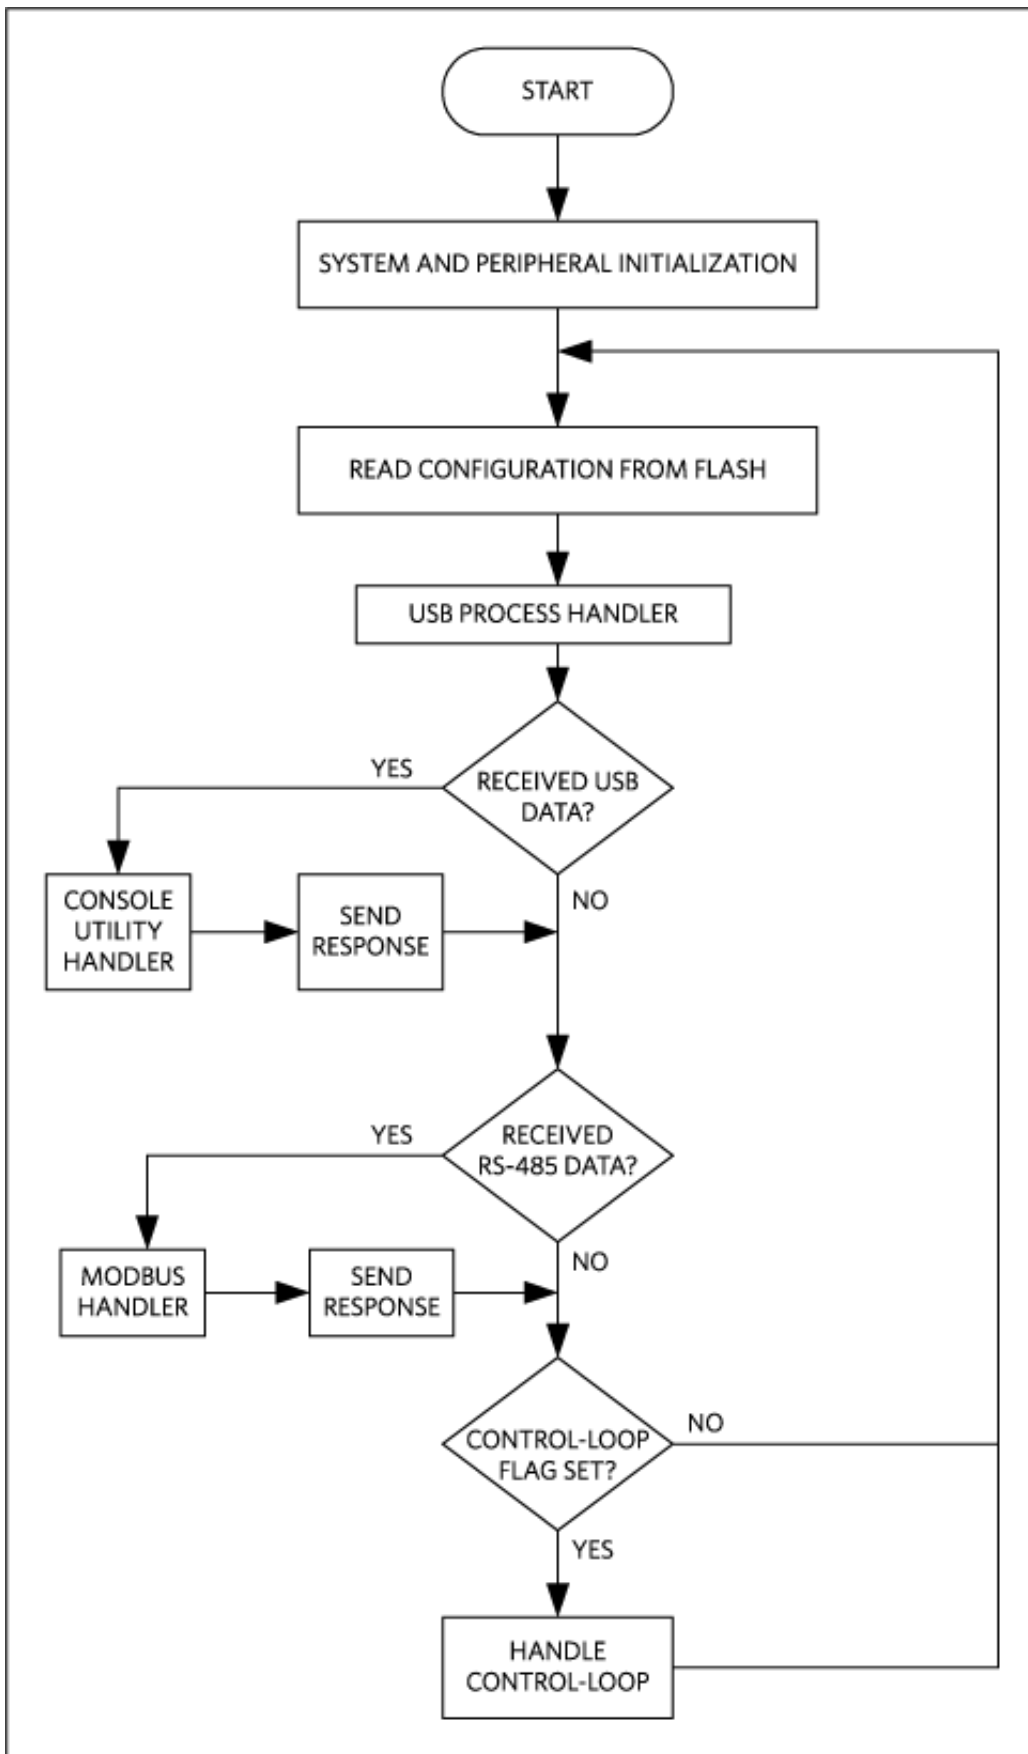 START
SYSTEM AND PERIPHERAL INITIALIZATION
READ CONFIGURATION FROM FLASH
USB PROCESS HANDLER
YES
RECEIVED USB
DATA?
NO
CONSOLE
UTILITY
HANDLER
SEND
RESPONSE
YES
RECEIVED
RS-485 DATA?
NO
MODBUS
HANDLER
SEND
RESPONSE
CONTROL-LOOP
FLAG SET?
NO
YES
HANDLE
CONTROL-LOOP